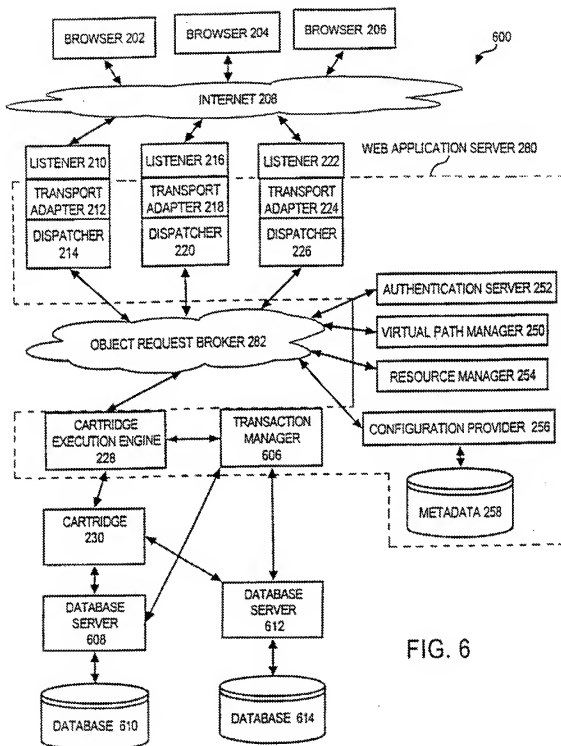 BROWSER 202
BROWSER 204
BROWSER 206
600
INTERNET 208
LISTENER 210
LISTENER 216
LISTENER 222
WEB APPLICATION SERVER 280
TRANSPORT
ADAPTER 212
TRANSPORT
ADAPTER 218
TRANSPORT
ADAPTER 224
DISPATCHER
214
DISPATCHER
220
DISPATCHER
226
AUTHENTICATION SERVER 252
VIRTUAL PATH MANAGER 250
OBJECT REQUEST BROKER 282
RESOURCE MANAGER 254
CARTRIDGE
EXECUTION ENGINE
228
TRANSACTION
MANAGER
606
CONFIGURATION PROVIDER 256
METADATA 258
CARTRIDGE
230
DATABASE
SERVER
608
DATABASE
SERVER
612
FIG. 6
DATABASE 610
DATABASE 614